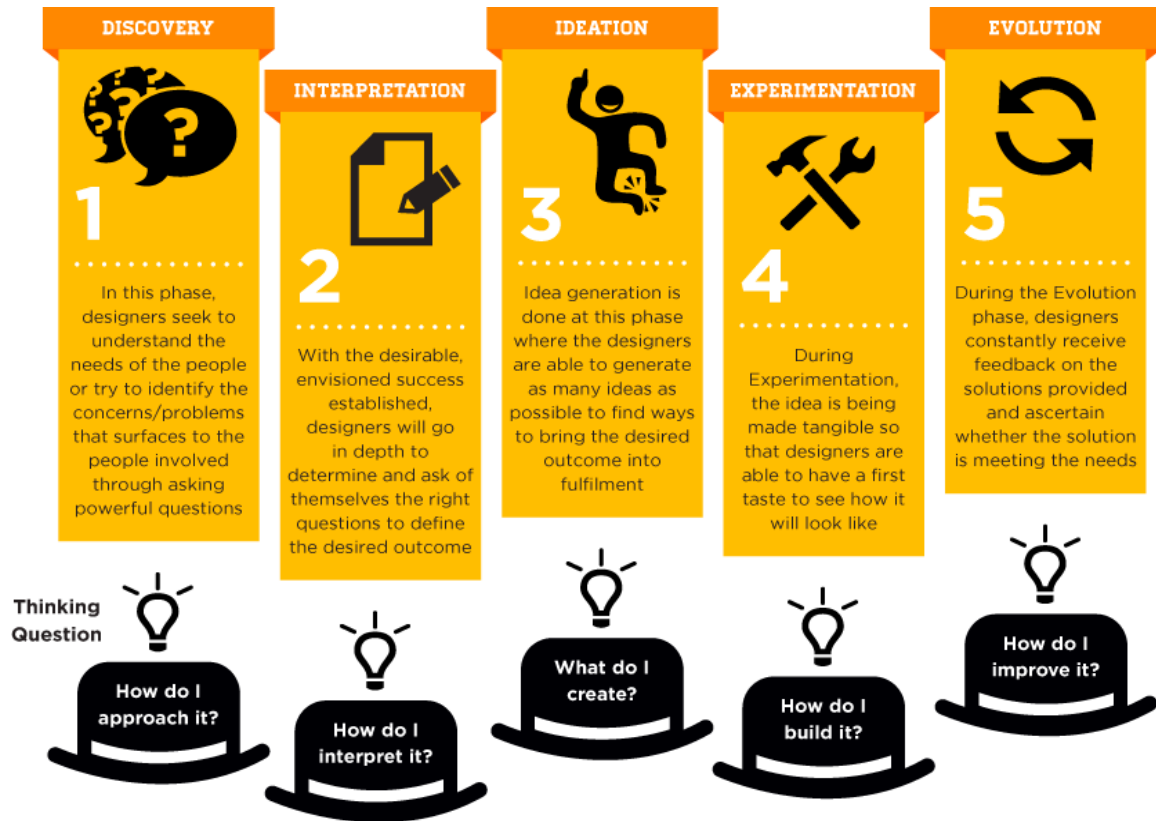 DISCOVERY
1
In this phase,
designers seek to
understand the
needs of the people
or try to identify the
concerns/problems
that surfaces to the
people involved
through asking
powerful questions
INTERPRETATION
2
With the desirable,
envisioned success
established,
designers will go
in depth to
determine and ask of
themselves the right
questions to define
the desired outcome
IDEATION
3
Idea generation is
done at this phase
where the designers
are able to generate
as many ideas as
possible to find ways
to bring the desired
outcome into
fulfilment
EXPERIMENTATION
4
During
Experimentation,
the idea is being
made tangible so
that designers are
able to have a first
taste to see how it
will look like
EVOLUTION
5
During the Evolution
phase, designers
constantly receive
feedback on the
solutions provided
and ascertain
whether the solution
is meeting the needs
Thinking
Question
How do I
approach it?
How do I
interpret it?
What do I
create?
How do I
build it?
How do I
improve it?